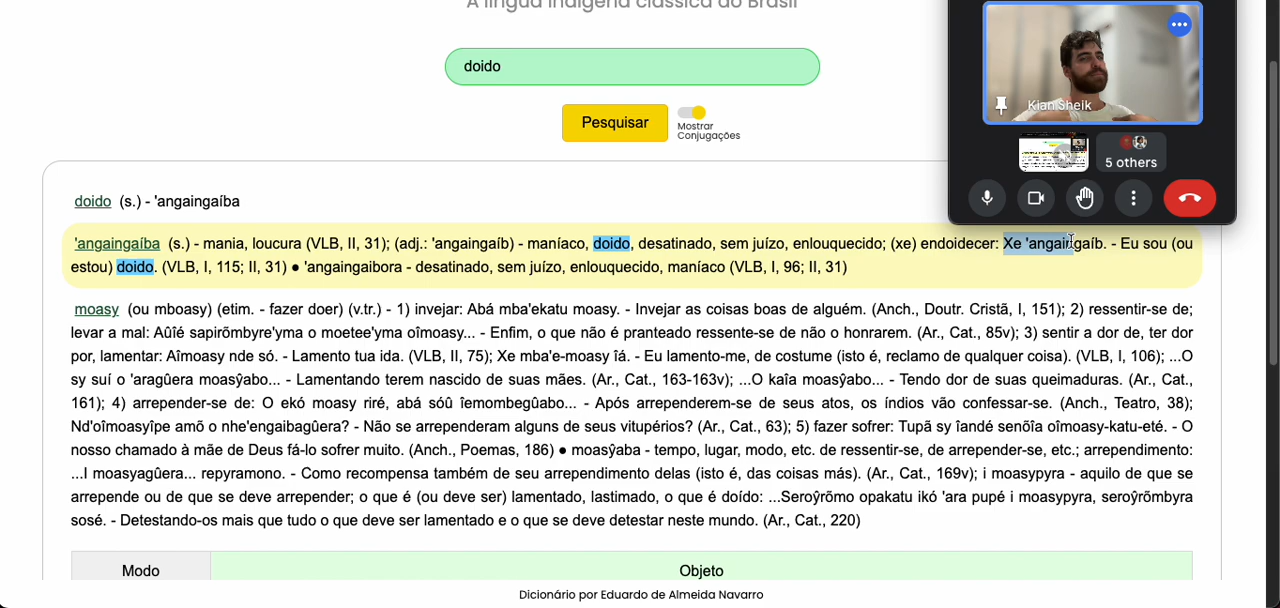 A língua indígena clássica do Brasil
doido
Pesquisar
Mostrar
Conjugações
Kian Sheik
5 others
doido (s.) - 'angaingaíba
'angaingaíba (s.) - mania, loucura (VLB, II, 31); (adj.: 'angaingaíb) - maníaco, doido, desatinado, sem juízo, enlouquecido; (xe) endoidecer: Xe 'angaingaíb. - Eu sou (ou
estou) doido. (VLB, I, 115; II, 31) ● 'angaingaibora - desatinado, sem juízo, enlouquecido, maníaco (VLB, I, 96; II, 31)
moasy (ou mboasy) (etim. - fazer doer) (v.tr.) - 1) invejar: Abá mba'ekatu moasy. - Invejar as coisas boas de alguém. (Anch., Doutr. Cristã, I, 151); 2) ressentir-se de;
levar a mal: Aûîé sapirõmbyre'yma o moetee'yma oîmoasy... - Enfim, o que não é pranteado ressente-se de não o honrarem. (Ar., Cat., 85v); 3) sentir a dor de, ter dor
por, lamentar: Aîmoasy nde só. - Lamento tua ida. (VLB, II, 75); Xe mba'e-moasy îá. - Eu lamento-me, de costume (isto é, reclamo de qualquer coisa). (VLB, I, 106); ...O
sy suí o 'aragûera moasŷabo... - Lamentando terem nascido de suas mães. (Ar., Cat., 163-163v); ...O kaîa moasŷabo... - Tendo dor de suas queimaduras. (Ar., Cat.,
161); 4) arrepender-se de: O ekó moasy riré, abá sóû îemombegûabo... - Após arrependerem-se de seus atos, os índios vão confessar-se. (Anch., Teatro, 38);
Nd'oîmoasyîpe amõ o nhe'engaibagûera? - Não se arrependeram alguns de seus vitupérios? (Ar., Cat., 63); 5) fazer sofrer: Tupã sy îandé senõîa oîmoasy-katu-eté. - O
nosso chamado à mãe de Deus fá-lo sofrer muito. (Anch., Poemas, 186) ● moasŷaba - tempo, lugar, modo, etc. de ressentir-se, de arrepender-se, etc.; arrependimento:
...I moasyagûera... repyramono. - Como recompensa também de seu arrependimento delas (isto é, das coisas más). (Ar., Cat., 169v); i moasypyra - aquilo de que se
arrepende ou de que se deve arrepender; o que é (ou deve ser) lamentado, lastimado, o que é doído: ...Seroŷrõmo opakatu ikó 'ara pupé i moasypyra, seroŷrõmbyra
sosé. - Detestando-os mais que tudo o que deve ser lamentado e o que se deve detestar neste mundo. (Ar., Cat., 220)
Modo
Objeto
Dicionário por Eduardo de Almeida Navarro